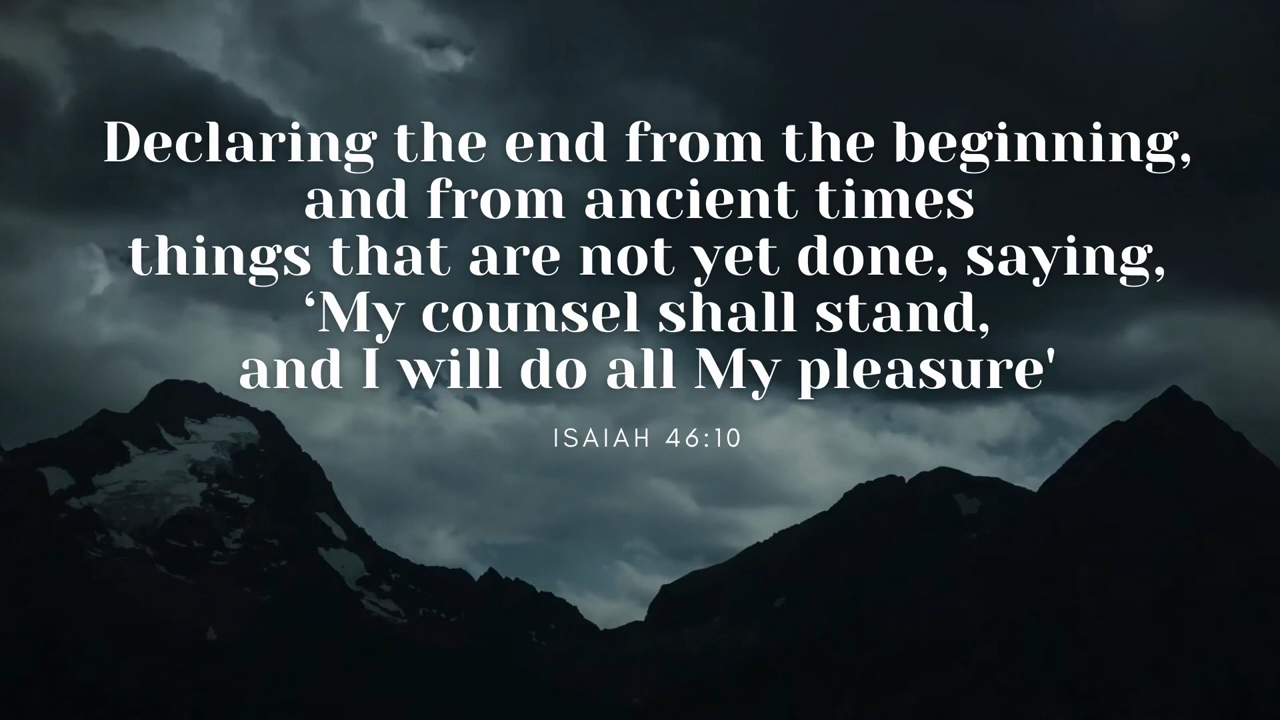 Declaring the end from the beginning,
and from ancient times
things that are not yet done, saying,
‘My counsel shall stand,
and I will do all My pleasure'
ISAIAH 46:10